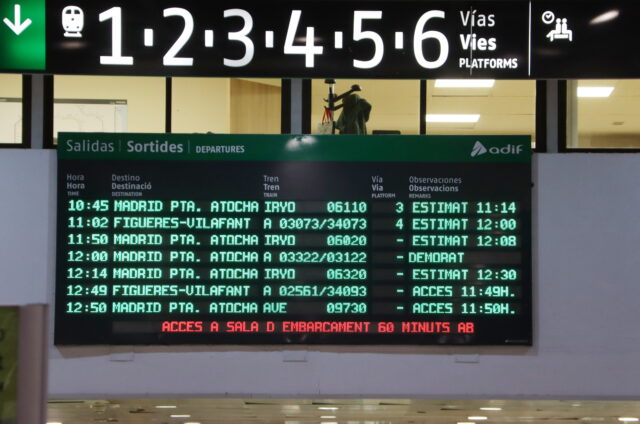 1·2·3·4·5·6 Vías
Vies
PLATFORMS
Salidas | Sortides | DEPARTURES
adif
Hora Destino Tren Vía Observaciones
Hora Destinació Tren Via Observacions
TIME DESTINATION TRAIN PLATFORM REMARKS
10:45 MADRID PTA. ATOCHA IRYO 06110 3 ESTIMAT 11:14
11:02 FIGUERES-VILAFANT A 03073/34073 4 ESTIMAT 12:00
11:50 MADRID PTA. ATOCHA IRYO 06020 - ESTIMAT 12:08
12:00 MADRID PTA. ATOCHA A 03322/03122 - DEMORAT
12:14 MADRID PTA. ATOCHA IRYO 06320 - ESTIMAT 12:30
12:49 FIGUERES-VILAFANT A 02561/34093 - ACCES 11:49H.
12:50 MADRID PTA. ATOCHA AVE 09730 - ACCES 11:50H.
ACCES A SALA D EMBARCAMENT 60 MINUTS AB